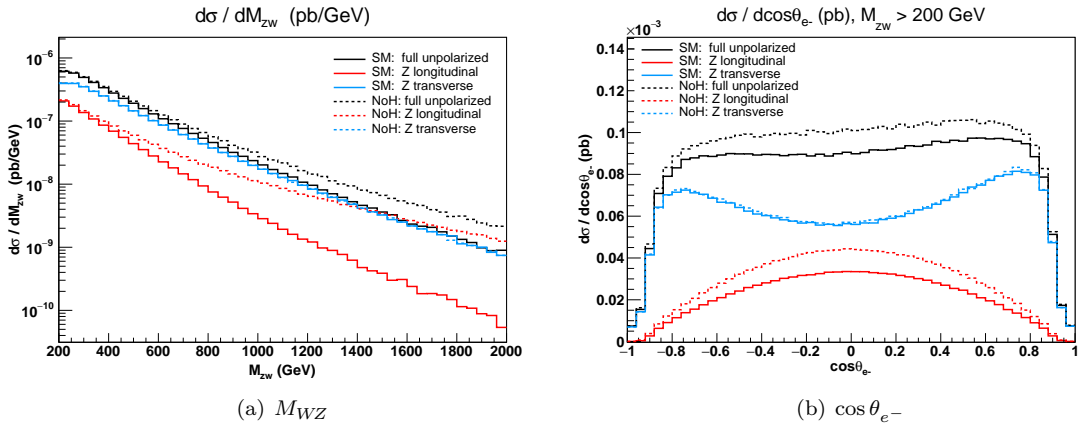 dσ / dM_zw (pb/GeV)
dσ / dM_zw (pb/GeV)
10⁻⁶
10⁻⁷
10⁻⁸
10⁻⁹
10⁻¹⁰
SM: full unpolarized
SM: Z longitudinal
SM: Z transverse
NoH: full unpolarized
NoH: Z longitudinal
NoH: Z transverse
200 400 600 800 1000 1200 1400 1600 1800 2000
M_zw (GeV)
(a) M_WZ
dσ / dcosθ_e- (pb), M_zw > 200 GeV
×10⁻³
dσ / dcosθ_e- (pb)
0.14
0.12
0.1
0.08
0.06
0.04
0.02
0
SM: full unpolarized
SM: Z longitudinal
SM: Z transverse
NoH: full unpolarized
NoH: Z longitudinal
NoH: Z transverse
−1 −0.8 −0.6 −0.4 −0.2 0 0.2 0.4 0.6 0.8 1
cosθ_e-
(b) cos θ_e−